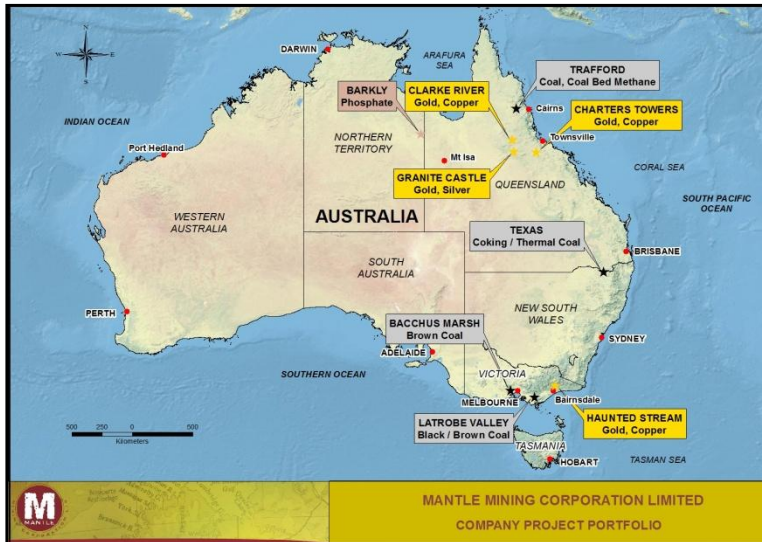 DARWIN
ARAFURA
SEA
TRAFFORD
Coal, Coal Bed Methane
BARKLY
Phosphate
CLARKE RIVER
Gold, Copper
Cairns
CHARTERS TOWERS
Gold, Copper
INDIAN OCEAN
Port Hedland
NORTHERN
TERRITORY
Townsville
Mt Isa
CORAL SEA
GRANITE CASTLE
Gold, Silver
QUEENSLAND
SOUTH PACIFIC
OCEAN
WESTERN
AUSTRALIA
AUSTRALIA
TEXAS
Coking / Thermal Coal
BRISBANE
SOUTH
AUSTRALIA
NEW SOUTH
WALES
PERTH
BACCHUS MARSH
Brown Coal
SYDNEY
ADELAIDE
SOUTHERN OCEAN
VICTORIA
MELBOURNE
Bairnsdale
LATROBE VALLEY
Black / Brown Coal
HAUNTED STREAM
Gold, Copper
500 250 0 500
Kilometers
TASMANIA
HOBART
TASMAN SEA
M
MANTLE
MANTLE MINING CORPORATION LIMITED
COMPANY PROJECT PORTFOLIO